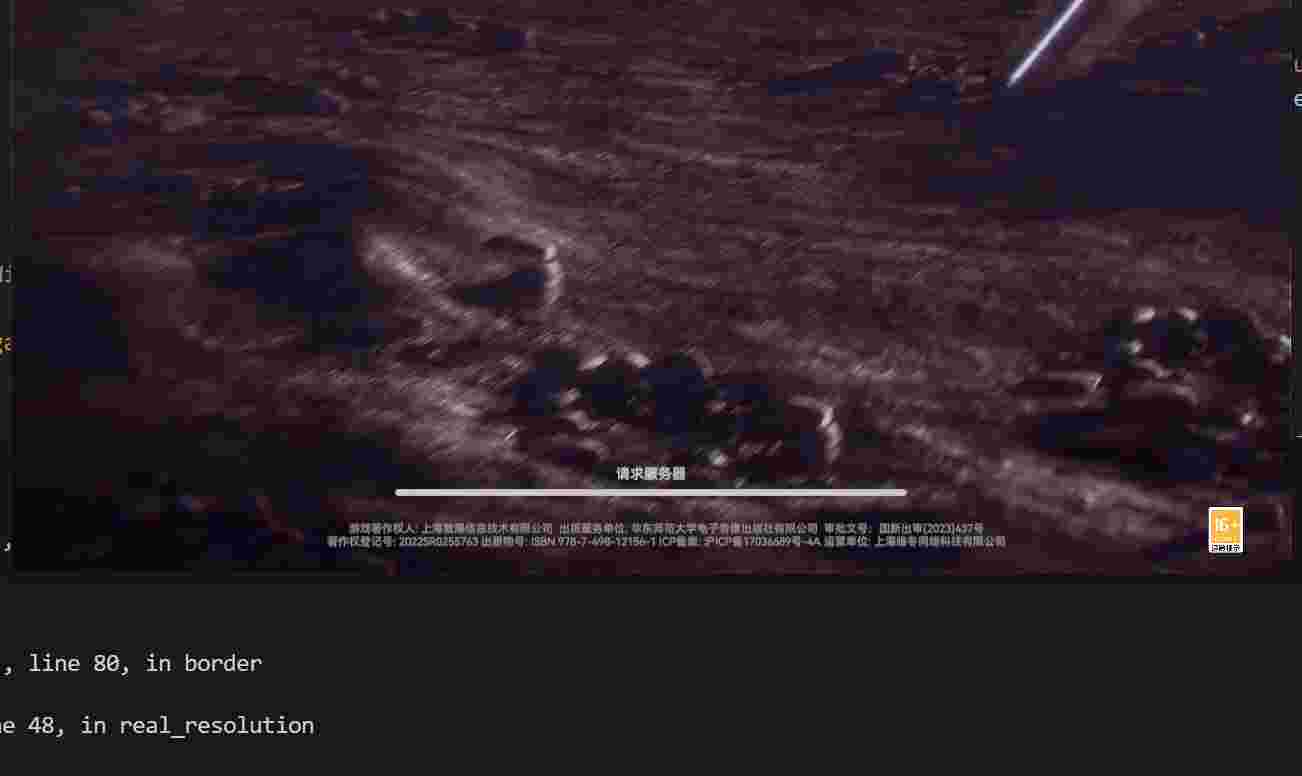 请求服务器
游戏著作权人: 上海 信息技术有限公司 出版服务单位: 华东师范大学电子音像出版社有限公司 审批文号: 国新出审[2023]437号
著作权登记号: 2022SR0255763 出版物号: ISBN 978-7-498-12156-1 ICP备案: 沪ICP备17036689号-4A 运营单位: 上海 网络科技有限公司
16+
适龄提示
, line 80, in border
e 48, in real_resolution